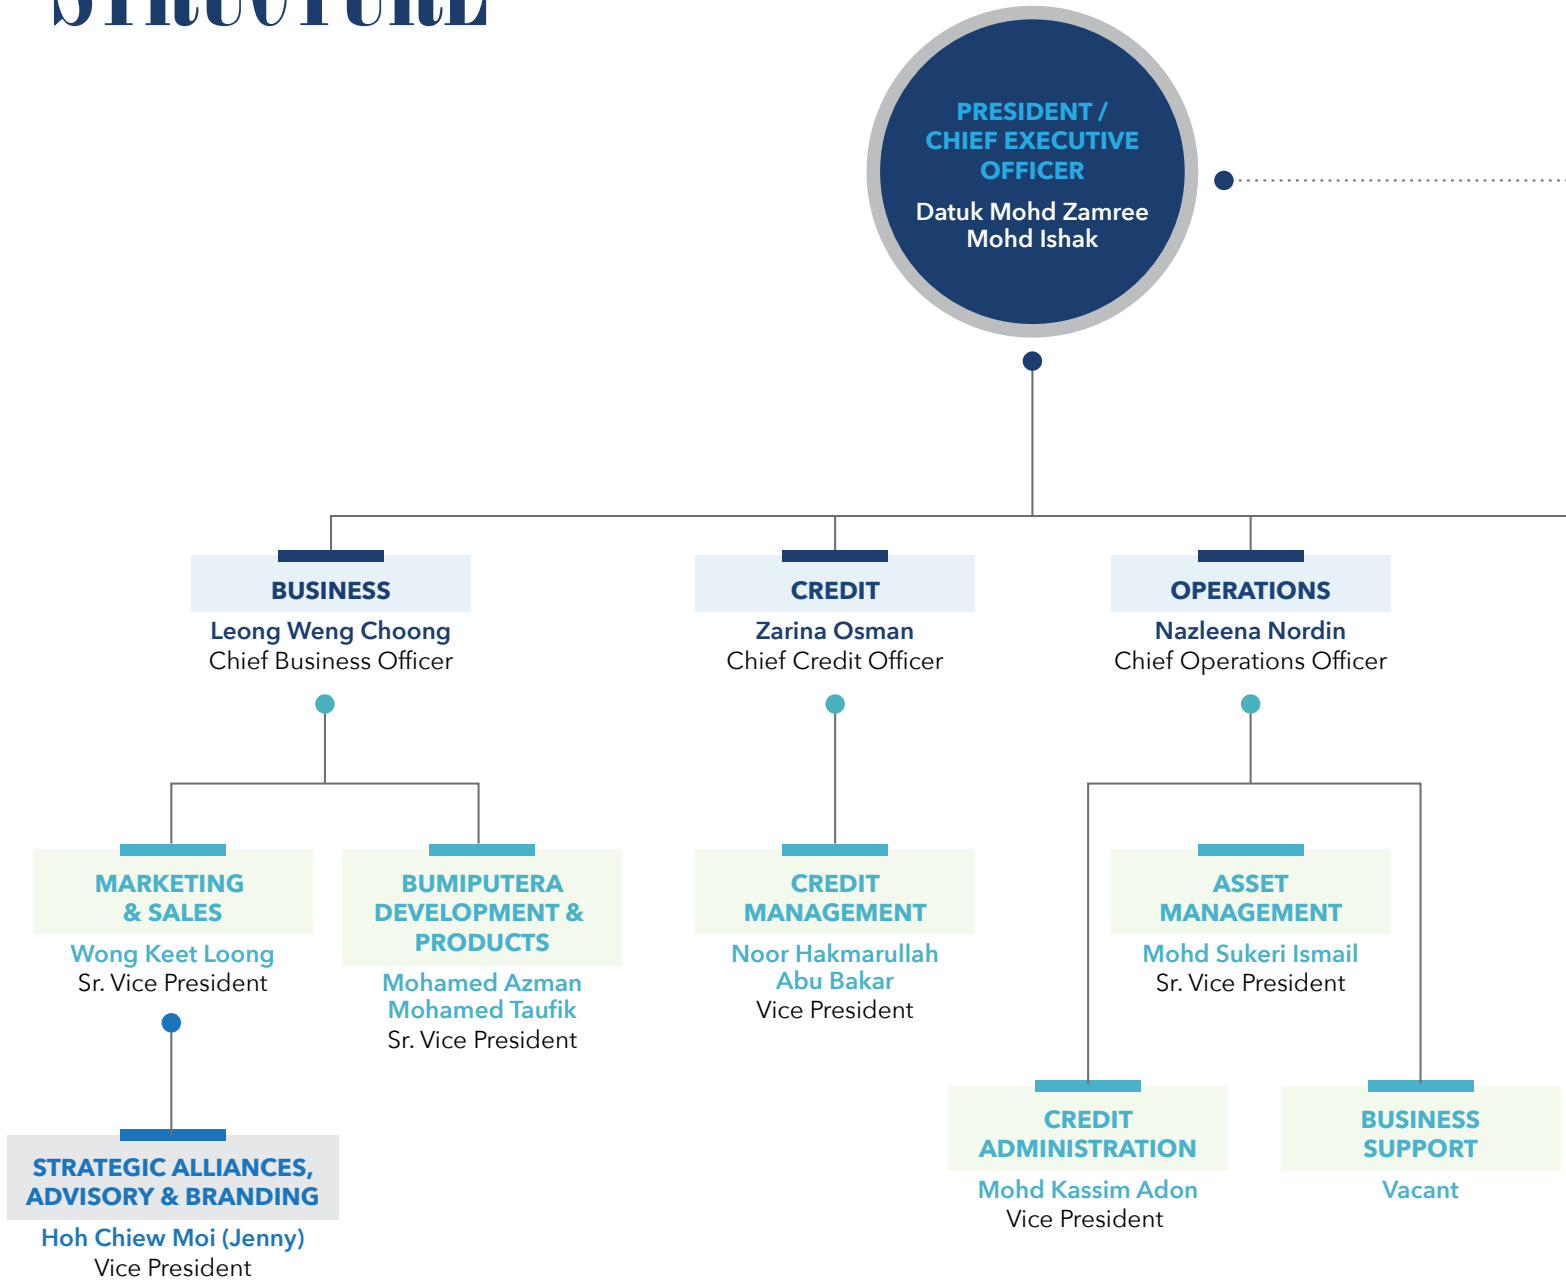 STRUCTURE
PRESIDENT /
CHIEF EXECUTIVE
OFFICER
Datuk Mohd Zamree
Mohd Ishak
BUSINESS
Leong Weng Choong
Chief Business Officer
CREDIT
Zarina Osman
Chief Credit Officer
OPERATIONS
Nazleena Nordin
Chief Operations Officer
MARKETING
& SALES
Wong Keet Loong
Sr. Vice President
BUMIPUTERA
DEVELOPMENT &
PRODUCTS
Mohamed Azman
Mohamed Taufik
Sr. Vice President
CREDIT
MANAGEMENT
Noor Hakmarullah
Abu Bakar
Vice President
ASSET
MANAGEMENT
Mohd Sukeri Ismail
Sr. Vice President
STRATEGIC ALLIANCES,
ADVISORY & BRANDING
Hoh Chiew Moi (Jenny)
Vice President
CREDIT
ADMINISTRATION
Mohd Kassim Adon
Vice President
BUSINESS
SUPPORT
Vacant